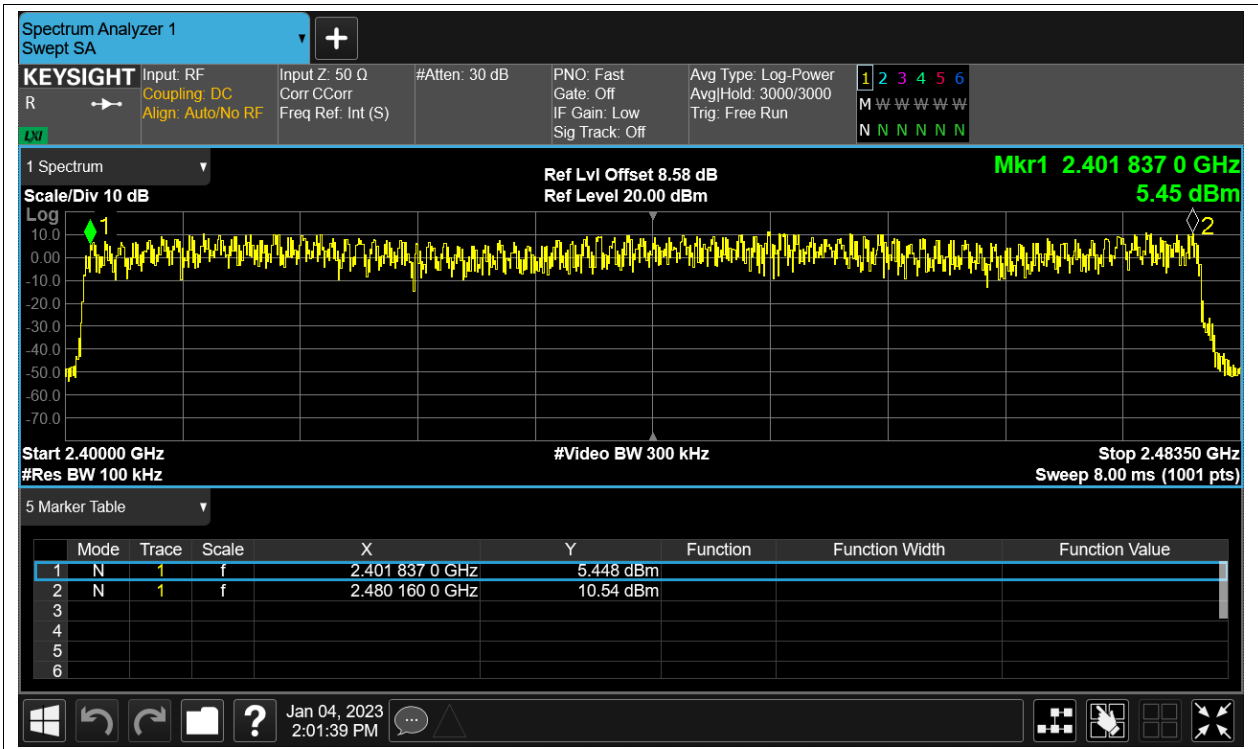 Spectrum Analyzer 1
Swept SA
KEYSIGHT
R
LXI
Input: RF
Coupling: DC
Align: Auto/No RF
Input Z: 50 Ω
Corr CCorr
Freq Ref: Int (S)
#Atten: 30 dB
PNO: Fast
Gate: Off
IF Gain: Low
Sig Track: Off
Avg Type: Log-Power
Avg|Hold: 3000/3000
Trig: Free Run
1 2 3 4 5 6
M W W W W W
N N N N N N
1 Spectrum
Scale/Div 10 dB
Ref Lvl Offset 8.58 dB
Ref Level 20.00 dBm
Mkr1 2.401 837 0 GHz
5.45 dBm
Log
1
2
10.0
0.00
-10.0
-20.0
-30.0
-40.0
-50.0
-60.0
-70.0
Start 2.40000 GHz
#Res BW 100 kHz
#Video BW 300 kHz
Stop 2.48350 GHz
Sweep 8.00 ms (1001 pts)
5 Marker Table
Mode Trace Scale X Y Function Function Width Function Value
1 N 1 f 2.401 837 0 GHz 5.448 dBm
2 N 1 f 2.480 160 0 GHz 10.54 dBm
3
4
5
6
?
Jan 04, 2023
2:01:39 PM